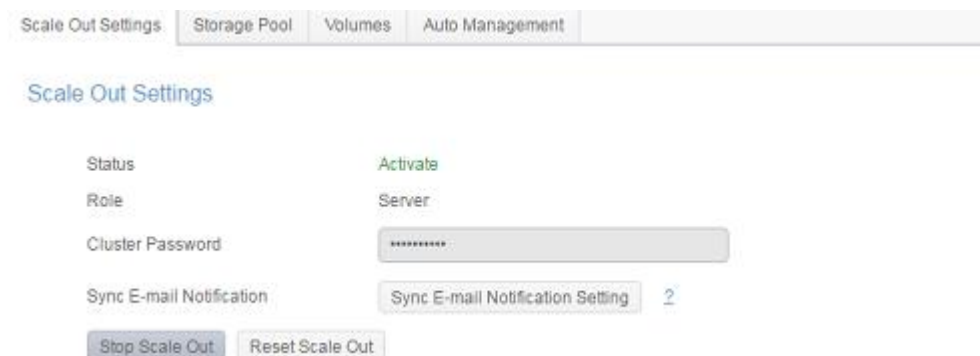 Scale Out Settings Storage Pool Volumes Auto Management
Scale Out Settings
Status Activate
Role Server
Cluster Password ••••••••••
Sync E-mail Notification Sync E-mail Notification Setting ?
Stop Scale Out Reset Scale Out